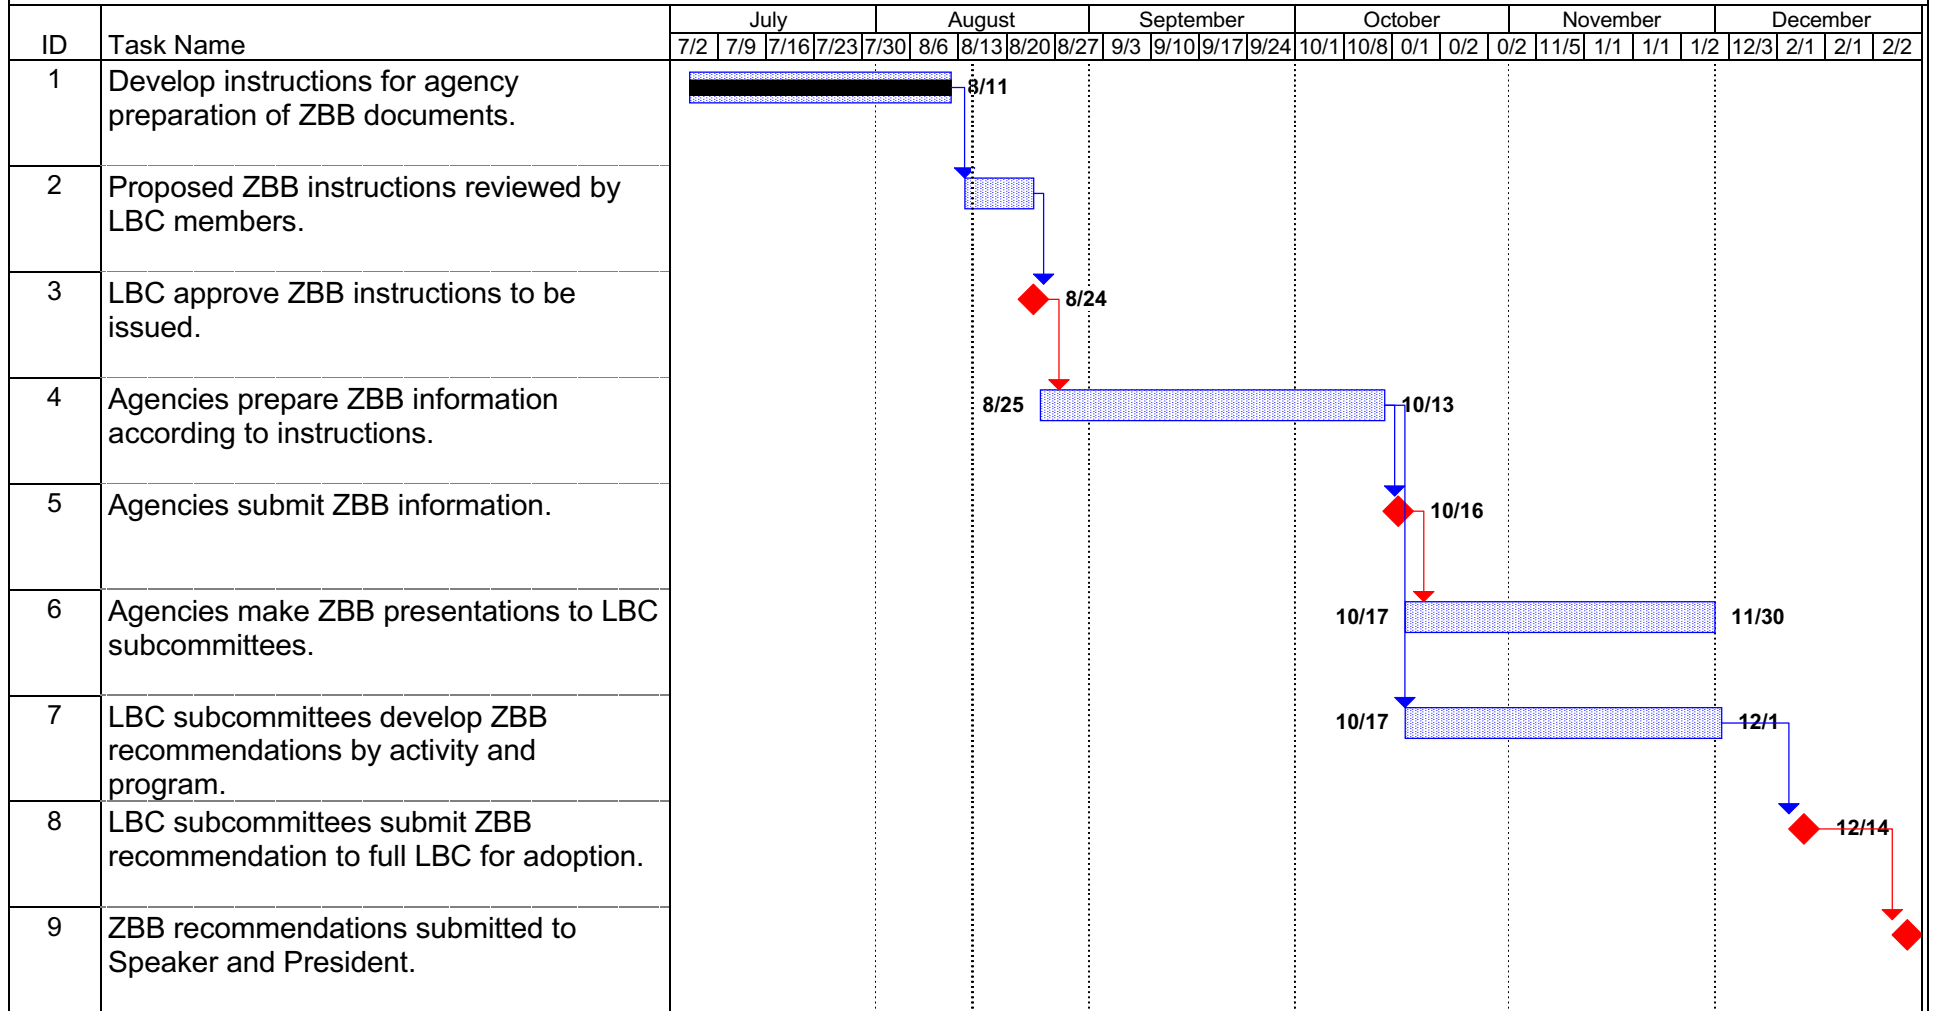 July August September October November December
ID Task Name 7/2 7/9 7/16 7/23 7/30 8/6 8/13 8/20 8/27 9/3 9/10 9/17 9/24 10/1 10/8 0/1 0/2 0/2 11/5 1/1 1/1 1/2 12/3 2/1 2/1 2/2
1 Develop instructions for agency 8/11
preparation of ZBB documents.
2 Proposed ZBB instructions reviewed by
LBC members.
3 LBC approve ZBB instructions to be 8/24
issued.
4 Agencies prepare ZBB information 8/25 10/13
according to instructions.
5 Agencies submit ZBB information. 10/16
6 Agencies make ZBB presentations to LBC 10/17 11/30
subcommittees.
7 LBC subcommittees develop ZBB 10/17 12/1
recommendations by activity and
program.
8 LBC subcommittees submit ZBB 12/14
recommendation to full LBC for adoption.
9 ZBB recommendations submitted to
Speaker and President.